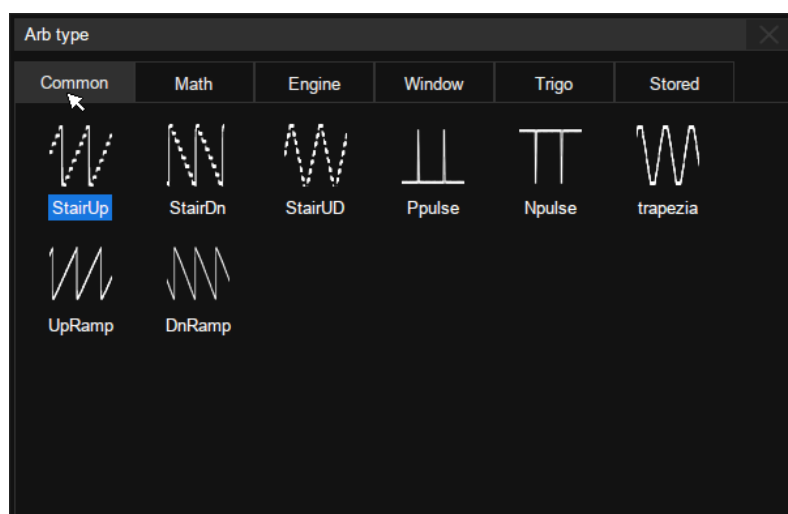 Arb type
Common Math Engine Window Trigo Stored
StairUp StairDn StairUD Ppulse Npulse trapezia
UpRamp DnRamp